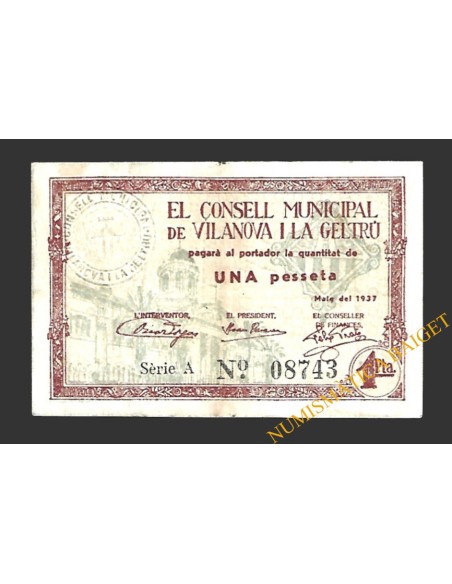 EL CONSELL MUNICIPAL
DE VILANOVA I LA GELTRÚ
pagarà al portador la quantitat de
UNA pesseta
Maig del 1937
L'INTERVENTOR, EL PRESIDENT, EL CONSELLER DE FINANCES,
Sèrie A Nº 08743
1 Pta.
NUMISMATICA